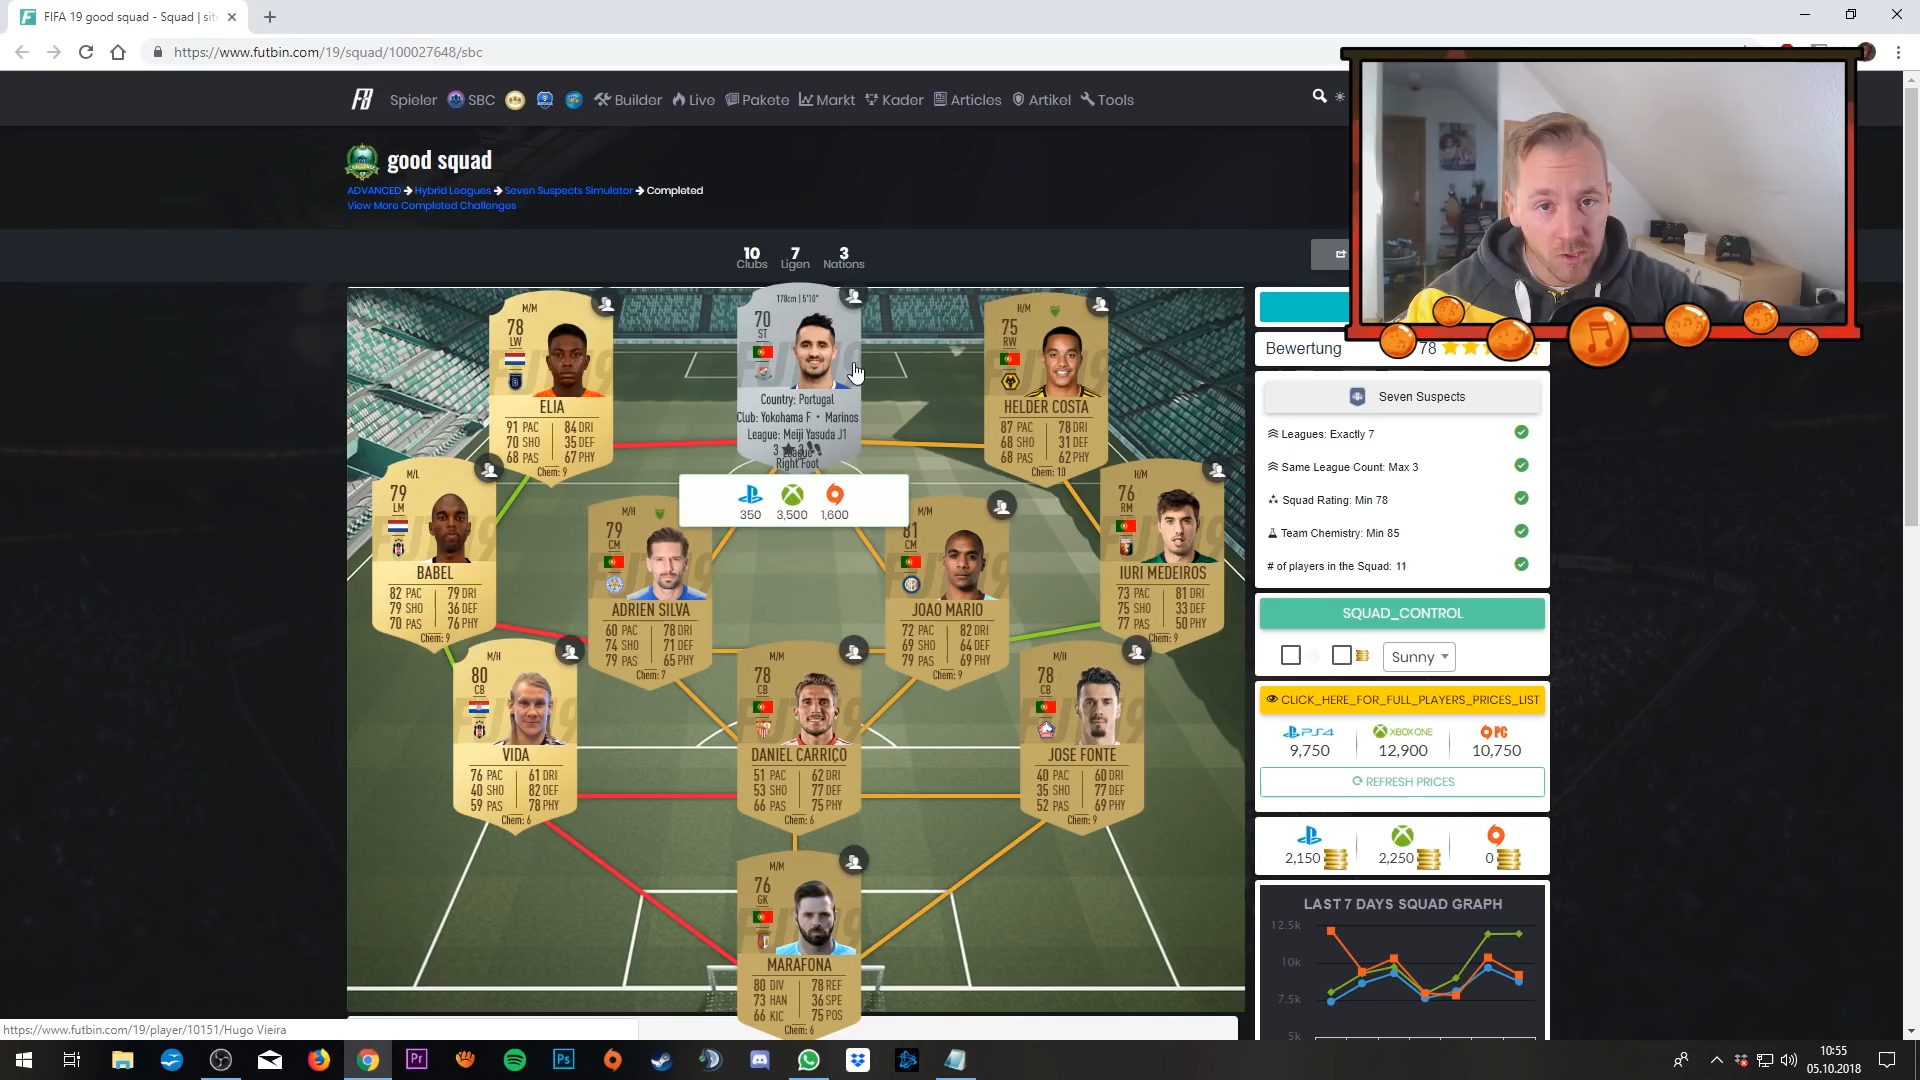 FIFA 19 good squad - Squad | site
https://www.futbin.com/19/squad/100027648/sbc
FB Spieler SBC Builder Live Pakete Markt Kader Articles Artikel Tools
good squad
ADVANCED Hybrid Leagues Seven Suspects Simulator Completed
View More Completed Challenges
10 7 3
Clubs Ligen Nations
M/M
78
LW
ELIA
91 PAC 84 DRI
70 SHO 35 DEF
68 PAS 67 PHY
Chem: 9
178cm | 5'10"
70
ST
Country: Portugal
Club: Yokohama F • Marinos
League: Meiji Yasuda J1
League
Right Foot
350 3,500 1,600
H/M
75
RW
HELDER COSTA
87 PAC 78 DRI
68 SHO 31 DEF
68 PAS 62 PHY
Chem: 10
M/L
79
LM
BABEL
82 PAC 79 DRI
79 SHO 36 DEF
70 PAS 76 PHY
Chem: 9
M/H
79
CM
ADRIEN SILVA
60 PAC 78 DRI
74 SHO 71 DEF
79 PAS 65 PHY
Chem: 7
M/M
81
CM
JOAO MARIO
72 PAC 82 DRI
69 SHO 64 DEF
79 PAS 69 PHY
Chem: 9
H/M
76
RM
IURI MEDEIROS
73 PAC 81 DRI
75 SHO 33 DEF
77 PAS 50 PHY
Chem: 9
M/H
80
CB
VIDA
76 PAC 61 DRI
40 SHO 82 DEF
59 PAS 78 PHY
Chem: 6
M/M
78
CB
DANIEL CARRIÇO
51 PAC 62 DRI
53 SHO 77 DEF
66 PAS 75 PHY
Chem: 6
M/H
78
CB
JOSE FONTE
40 PAC 60 DRI
35 SHO 77 DEF
52 PAS 69 PHY
Chem: 9
M/M
76
GK
MARAFONA
80 DIV 78 REF
73 HAN 36 SPE
66 KIC 75 POS
Chem: 6
Bewertung 78
Seven Suspects
Leagues: Exactly 7
Same League Count: Max 3
Squad Rating: Min 78
Team Chemistry: Min 85
# of players in the Squad: 11
SQUAD_CONTROL
Sunny
CLICK_HERE_FOR_FULL_PLAYERS_PRICES_LIST
PS4 XBOX ONE PC
9,750 12,900 10,750
REFRESH PRICES
2,150 2,250 0
LAST 7 DAYS SQUAD GRAPH
12.5k
10k
7.5k
5k
https://www.futbin.com/19/player/10151/Hugo Vieira
Pr Ps
10:55
05.10.2018